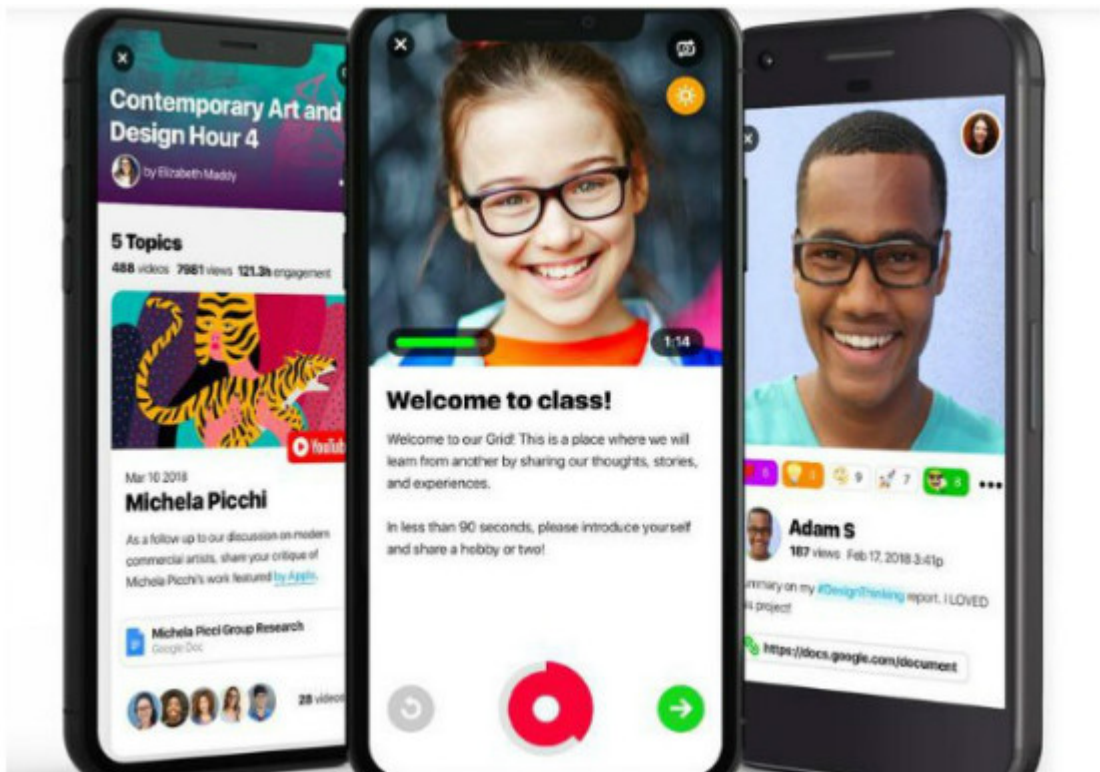 Contemporary Art and
Design Hour 4
by Elizabeth Maddy
5 Topics
488 videos 7981 views 121.3h engagement
YouTub
Mar 10 2018
Michela Picchi
As a follow up to our discussion on modern
commercial artists, share your critique of
Michela Picchi's work featured by Apple.
Michela Picci Group Research
Google Doc
28 videos
1:14
Welcome to class!
Welcome to our Grid! This is a place where we will
learn from another by sharing our thoughts, stories,
and experiences.
In less than 90 seconds, please introduce yourself
and share a hobby or two!
9 7 8
Adam S
187 views Feb 17, 2018 3:41p
ummary on my #DesignThinking report. I LOVED
s project!
https://docs.google.com/document